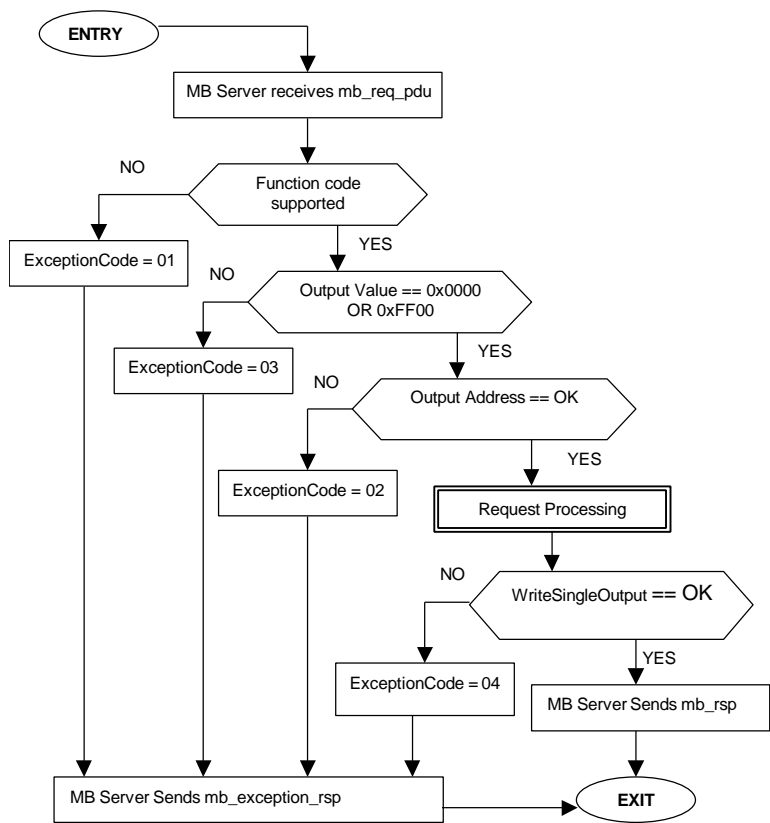 ENTRY
MB Server receives mb_req_pdu
NO
Function code
supported
YES
ExceptionCode = 01
NO
Output Value == 0x0000
OR 0xFF00
YES
ExceptionCode = 03
NO
Output Address == OK
YES
ExceptionCode = 02
Request Processing
NO
WriteSingleOutput == OK
YES
ExceptionCode = 04
MB Server Sends mb_rsp
MB Server Sends mb_exception_rsp
EXIT